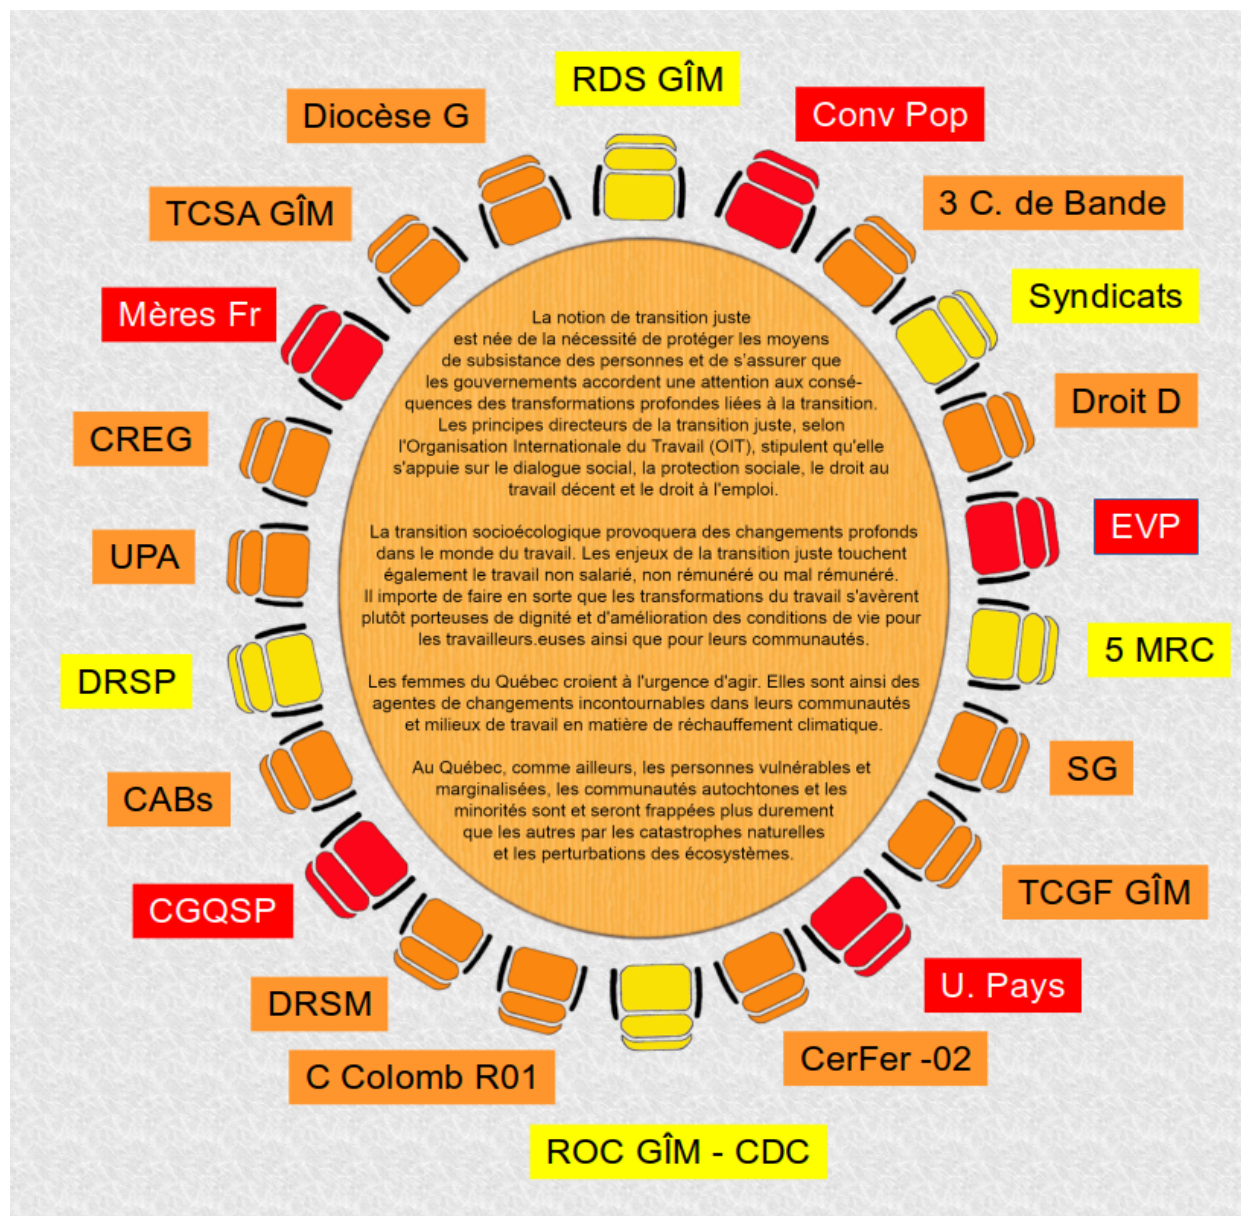 RDS GÎM
Diocèse G
Conv Pop
TCSA GÎM
3 C. de Bande
Mères Fr
Syndicats
CREG
Droit D
UPA
EVP
DRSP
5 MRC
CABs
SG
CGQSP
TCGF GÎM
DRSM
U. Pays
C Colomb R01
CerFer -02
ROC GÎM - CDC
La notion de transition juste
est née de la nécessité de protéger les moyens
de subsistance des personnes et de s'assurer que
les gouvernements accordent une attention aux consé-
quences des transformations profondes liées à la transition.
Les principes directeurs de la transition juste, selon
l'Organisation Internationale du Travail (OIT), stipulent qu'elle
s'appuie sur le dialogue social, la protection sociale, le droit au
travail décent et le droit à l'emploi.
La transition socioécologique provoquera des changements profonds
dans le monde du travail. Les enjeux de la transition juste touchent
également le travail non salarié, non rémunéré ou mal rémunéré.
Il importe de faire en sorte que les transformations du travail s'avèrent
plutôt porteuses de dignité et d'amélioration des conditions de vie pour
les travailleurs.euses ainsi que pour leurs communautés.
Les femmes du Québec croient à l'urgence d'agir. Elles sont ainsi des
agentes de changements incontournables dans leurs communautés
et milieux de travail en matière de réchauffement climatique.
Au Québec, comme ailleurs, les personnes vulnérables et
marginalisées, les communautés autochtones et les
minorités sont et seront frappées plus durement
que les autres par les catastrophes naturelles
et les perturbations des écosystèmes.